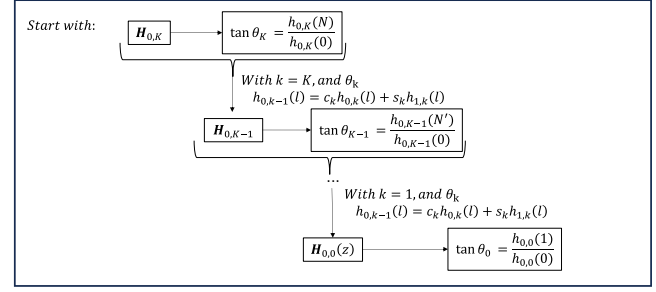 Start with:
H_{0,K}
tan θ_K = h_{0,K}(N) / h_{0,K}(0)
With k = K, and θ_k
h_{0,k−1}(l) = c_k h_{0,k}(l) + s_k h_{1,k}(l)
H_{0,K−1}
tan θ_{K−1} = h_{0,K−1}(N′) / h_{0,K−1}(0)
...
With k = 1, and θ_k
h_{0,k−1}(l) = c_k h_{0,k}(l) + s_k h_{1,k}(l)
H_{0,0}(z)
tan θ_0 = h_{0,0}(1) / h_{0,0}(0)